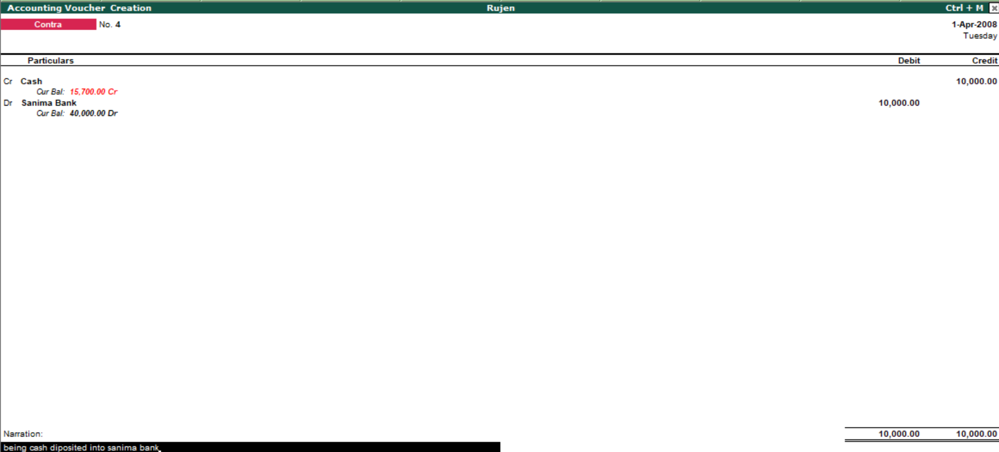 Accounting Voucher Creation Rujen Ctrl + M
Contra No. 4 1-Apr-2008
Tuesday
Particulars Debit Credit
Cr Cash 10,000.00
Cur Bal: 15,700.00 Cr
Dr Sanima Bank 10,000.00
Cur Bal: 40,000.00 Dr
Narration: 10,000.00 10,000.00
being cash diposited into sanima bank